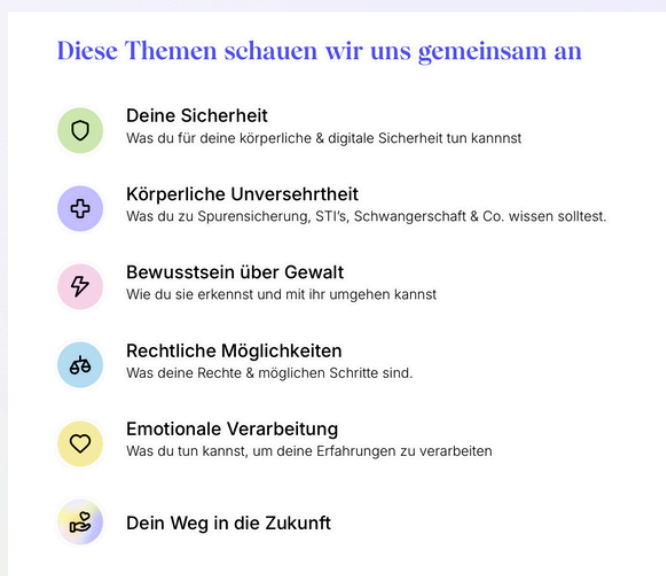 Diese Themen schauen wir uns gemeinsam an
Deine Sicherheit
Was du für deine körperliche & digitale Sicherheit tun kannnst
Körperliche Unversehrtheit
Was du zu Spurensicherung, STI's, Schwangerschaft & Co. wissen solltest.
Bewusstsein über Gewalt
Wie du sie erkennst und mit ihr umgehen kannst
Rechtliche Möglichkeiten
Was deine Rechte & möglichen Schritte sind.
Emotionale Verarbeitung
Was du tun kannst, um deine Erfahrungen zu verarbeiten
Dein Weg in die Zukunft